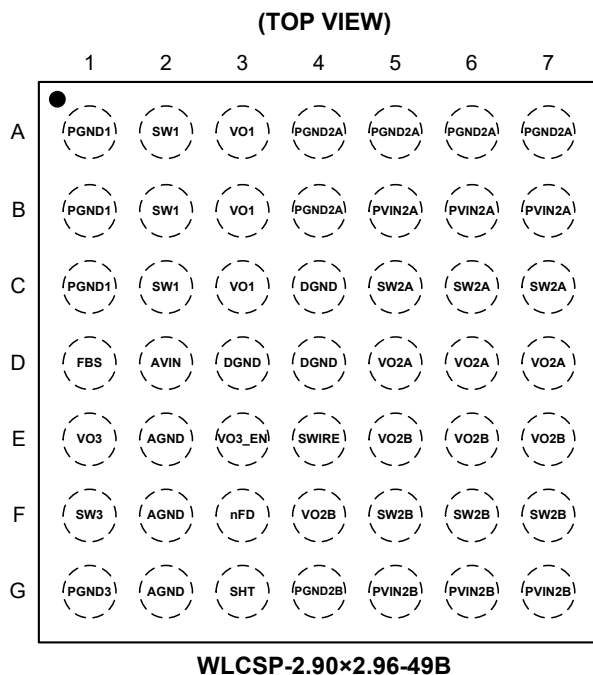 (TOP VIEW)
1 2 3 4 5 6 7
A PGND1 SW1 VO1 PGND2A PGND2A PGND2A PGND2A
B PGND1 SW1 VO1 PGND2A PVIN2A PVIN2A PVIN2A
C PGND1 SW1 VO1 DGND SW2A SW2A SW2A
D FBS AVIN DGND DGND VO2A VO2A VO2A
E VO3 AGND VO3_EN SWIRE VO2B VO2B VO2B
F SW3 AGND nFD VO2B SW2B SW2B SW2B
G PGND3 AGND SHT PGND2B PVIN2B PVIN2B PVIN2B
WLCSP-2.90×2.96-49B